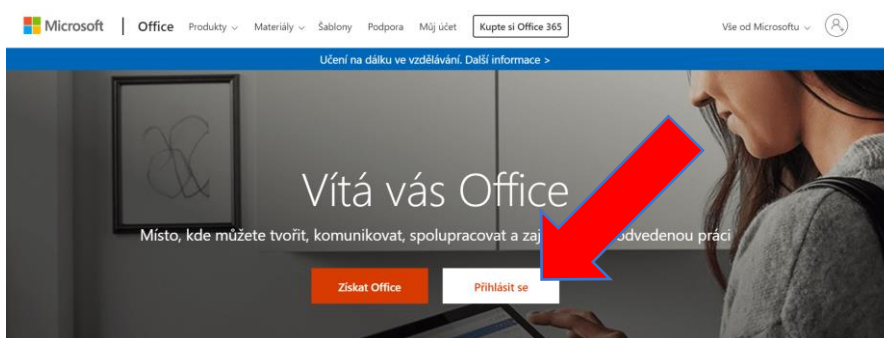 Microsoft | Office Produkty Materiály Šablony Podpora Můj účet Kupte si Office 365 Vše od Microsoftu
Učení na dálku ve vzdělávání. Další informace >
Vítá vás Office
Místo, kde můžete tvořit, komunikovat, spolupracovat a odvedenou práci
Získat Office Přihlásit se